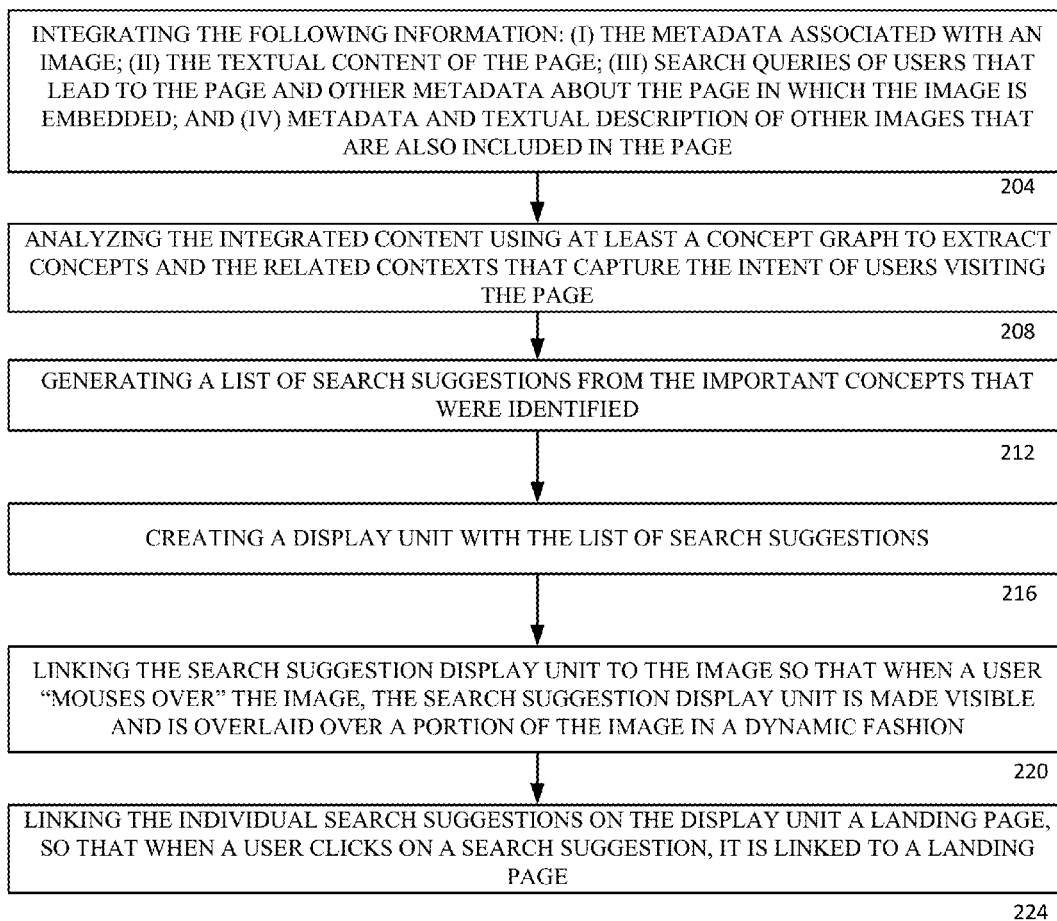 INTEGRATING THE FOLLOWING INFORMATION: (I) THE METADATA ASSOCIATED WITH AN
IMAGE; (II) THE TEXTUAL CONTENT OF THE PAGE; (III) SEARCH QUERIES OF USERS THAT
LEAD TO THE PAGE AND OTHER METADATA ABOUT THE PAGE IN WHICH THE IMAGE IS
EMBEDDED; AND (IV) METADATA AND TEXTUAL DESCRIPTION OF OTHER IMAGES THAT
ARE ALSO INCLUDED IN THE PAGE
204
ANALYZING THE INTEGRATED CONTENT USING AT LEAST A CONCEPT GRAPH TO EXTRACT
CONCEPTS AND THE RELATED CONTEXTS THAT CAPTURE THE INTENT OF USERS VISITING
THE PAGE
208
GENERATING A LIST OF SEARCH SUGGESTIONS FROM THE IMPORTANT CONCEPTS THAT
WERE IDENTIFIED
212
CREATING A DISPLAY UNIT WITH THE LIST OF SEARCH SUGGESTIONS
216
LINKING THE SEARCH SUGGESTION DISPLAY UNIT TO THE IMAGE SO THAT WHEN A USER
“MOUSES OVER” THE IMAGE, THE SEARCH SUGGESTION DISPLAY UNIT IS MADE VISIBLE
AND IS OVERLAID OVER A PORTION OF THE IMAGE IN A DYNAMIC FASHION
220
LINKING THE INDIVIDUAL SEARCH SUGGESTIONS ON THE DISPLAY UNIT A LANDING PAGE,
SO THAT WHEN A USER CLICKS ON A SEARCH SUGGESTION, IT IS LINKED TO A LANDING
PAGE
224